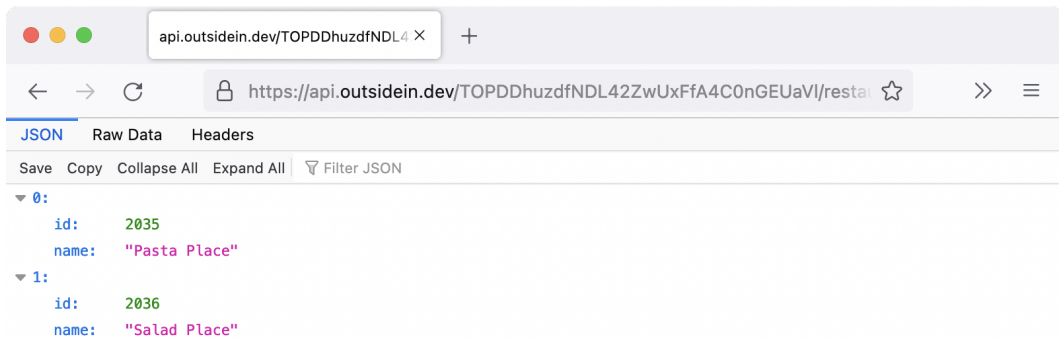 api.outsidein.dev/TOPDDhuzdfNDL4
https://api.outsidein.dev/TOPDDhuzdfNDL42ZwUxFfA4C0nGEUaVl/restau
JSON Raw Data Headers
Save Copy Collapse All Expand All Filter JSON
0:
id: 2035
name: "Pasta Place"
1:
id: 2036
name: "Salad Place"